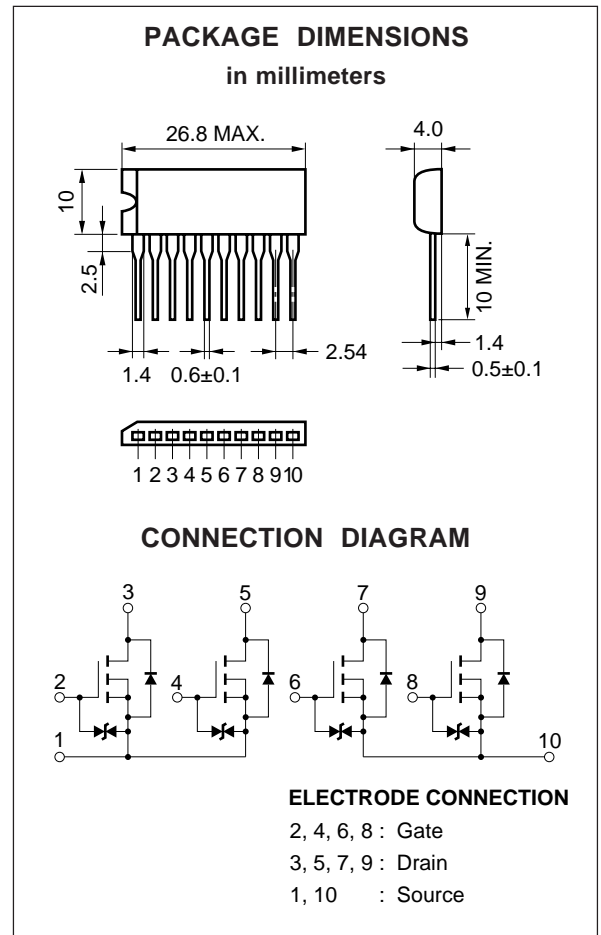 PACKAGE DIMENSIONS
in millimeters
26.8 MAX.
4.0
10
2.5
10 MIN.
2.54
1.4
1.4 0.6±0.1
0.5±0.1
1 2 3 4 5 6 7 8 9 10
CONNECTION DIAGRAM
3 5 7 9
2 4 6 8
1 10
ELECTRODE CONNECTION
2, 4, 6, 8 : Gate
3, 5, 7, 9 : Drain
1, 10 : Source